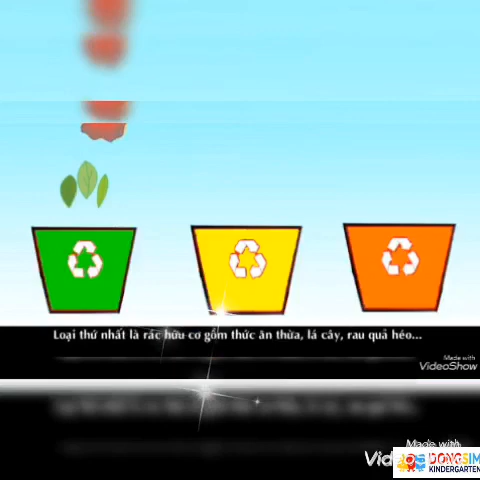 Loại thứ nhất là rác hữu cơ gồm thức ăn thừa, lá cây, rau quả héo...
Made with
VideoShow
Made with
DONGSIM
KINDERGARTEN